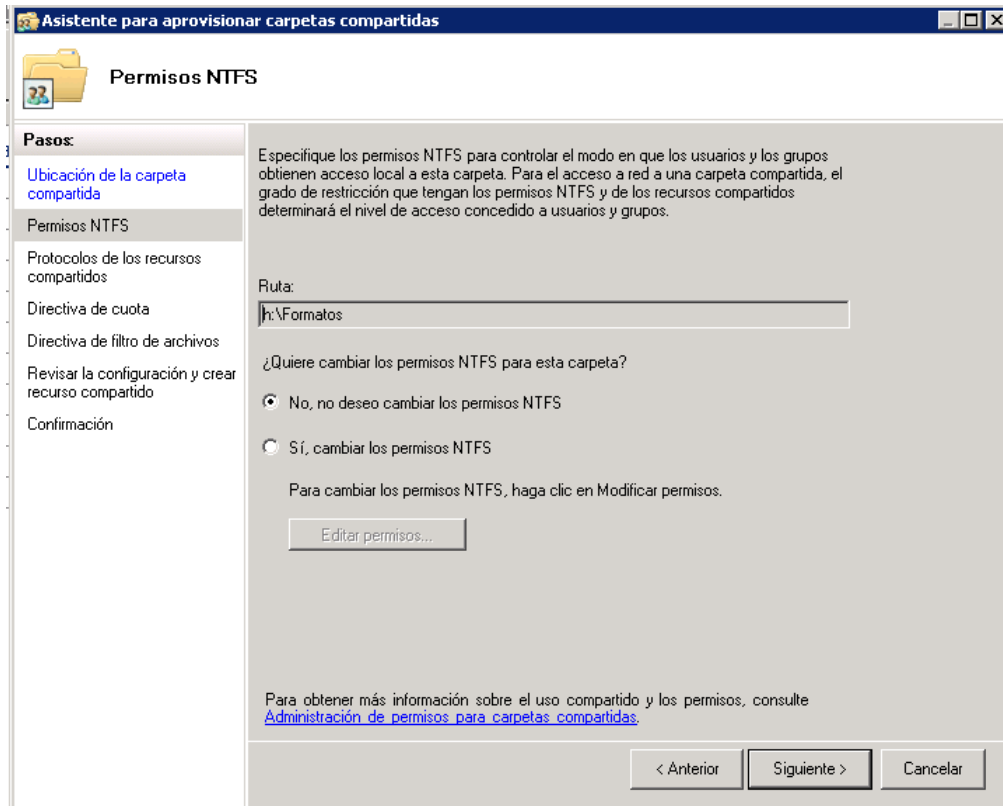 Asistente para aprovisionar carpetas compartidas
Permisos NTFS
Pasos:
Ubicación de la carpeta
compartida
Permisos NTFS
Protocolos de los recursos
compartidos
Directiva de cuota
Directiva de filtro de archivos
Revisar la configuración y crear
recurso compartido
Confirmación
Especifique los permisos NTFS para controlar el modo en que los usuarios y los grupos
obtienen acceso local a esta carpeta. Para el acceso a red a una carpeta compartida, el
grado de restricción que tengan los permisos NTFS y de los recursos compartidos
determinará el nivel de acceso concedido a usuarios y grupos.
Ruta:
h:\Formatos
¿Quiere cambiar los permisos NTFS para esta carpeta?
No, no deseo cambiar los permisos NTFS
Sí, cambiar los permisos NTFS
Para cambiar los permisos NTFS, haga clic en Modificar permisos.
Editar permisos...
Para obtener más información sobre el uso compartido y los permisos, consulte
Administración de permisos para carpetas compartidas.
< Anterior
Siguiente >
Cancelar